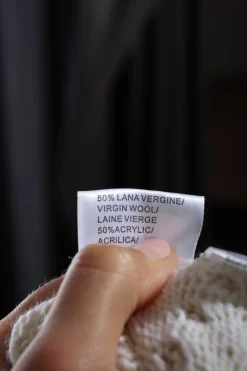 50% LANA VERGINE/
VIRGIN WOOL/
LAINE VIERGE
50%ACRYLIC/
ACRILICA/